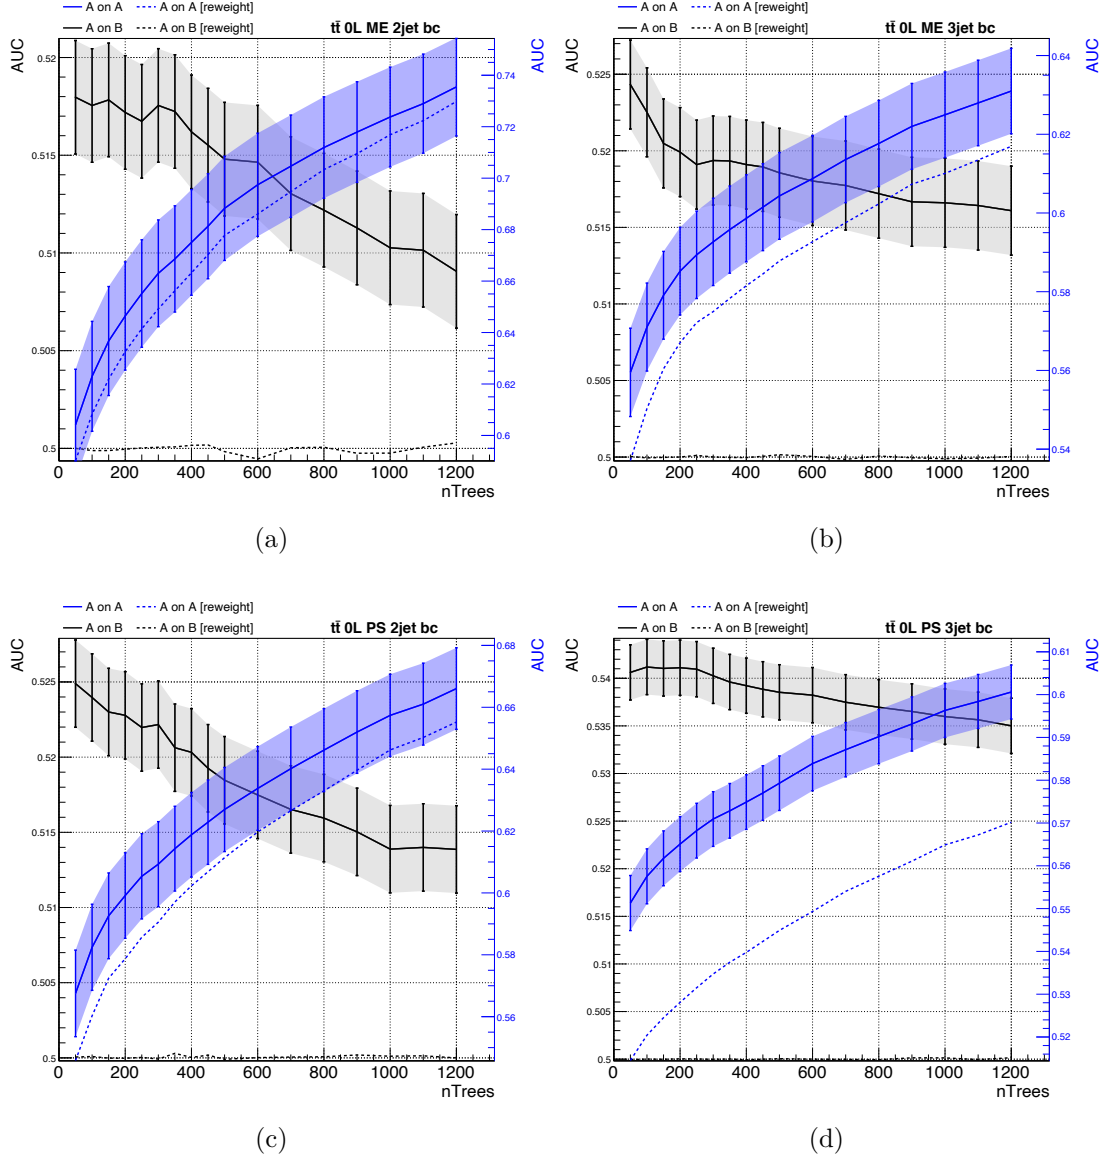 A on A A on A [reweight]
A on B A on B [reweight] tt̄ 0L ME 2jet bc
AUC
AUC
0.52
0.515
0.51
0.505
0.5
0.74
0.72
0.7
0.68
0.66
0.64
0.62
0.6
0 200 400 600 800 1000 1200
nTrees
(a)
A on A A on A [reweight]
A on B A on B [reweight] tt̄ 0L ME 3jet bc
AUC
AUC
0.525
0.52
0.515
0.51
0.505
0.5
0.64
0.62
0.6
0.58
0.56
0.54
0 200 400 600 800 1000 1200
nTrees
(b)
A on A A on A [reweight]
A on B A on B [reweight] tt̄ 0L PS 2jet bc
AUC
AUC
0.525
0.52
0.515
0.51
0.505
0.5
0.68
0.66
0.64
0.62
0.6
0.58
0.56
0 200 400 600 800 1000 1200
nTrees
(c)
A on A A on A [reweight]
A on B A on B [reweight] tt̄ 0L PS 3jet bc
AUC
AUC
0.54
0.535
0.53
0.525
0.52
0.515
0.51
0.505
0.5
0.61
0.6
0.59
0.58
0.57
0.56
0.55
0.54
0.53
0.52
0 200 400 600 800 1000 1200
nTrees
(d)